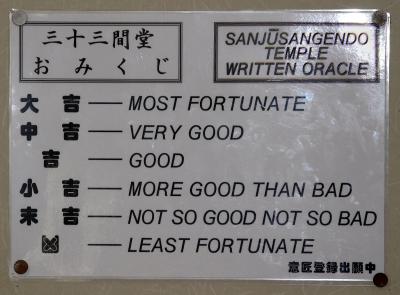 三十三間堂
おみくじ
SANJŪSANGENDO
TEMPLE
WRITTEN ORACLE
大吉 — MOST FORTUNATE
中吉 — VERY GOOD
吉 — GOOD
小吉 — MORE GOOD THAN BAD
末吉 — NOT SO GOOD NOT SO BAD
凶 — LEAST FORTUNATE
意匠登録出願中